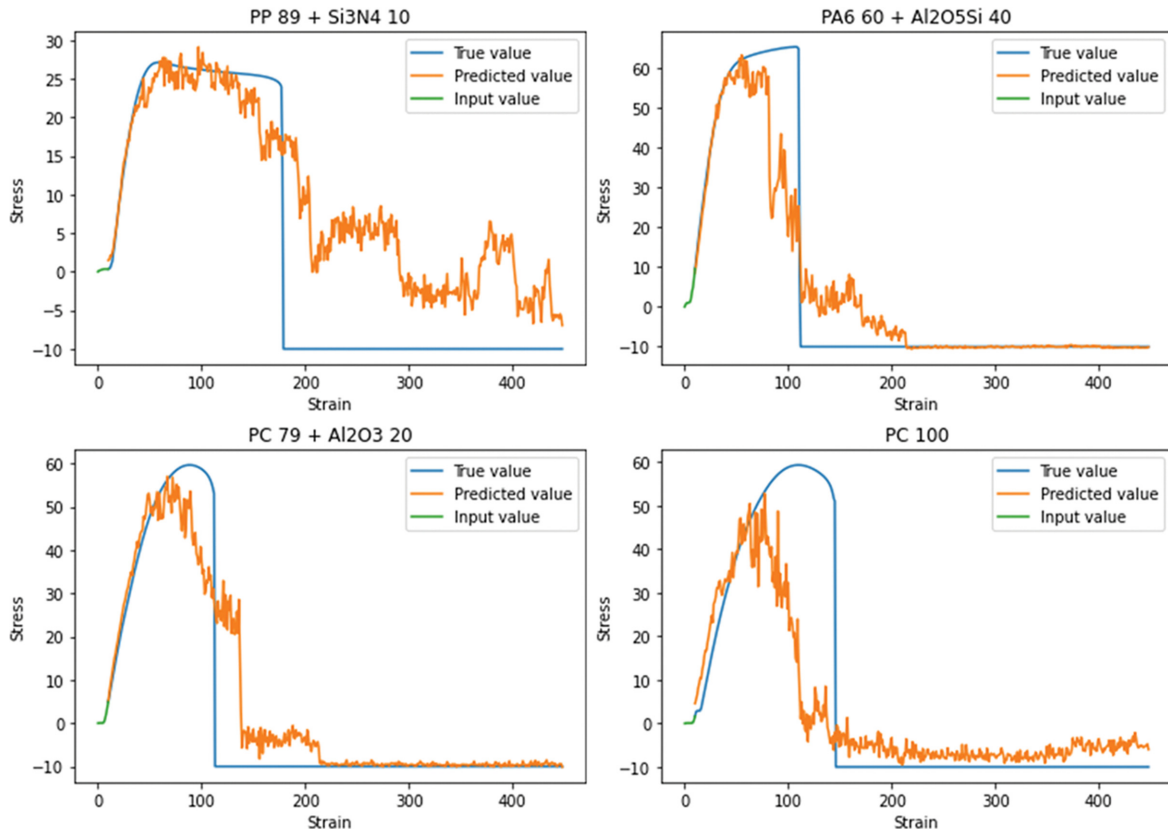 PP 89 + Si3N4 10
30
25
20
15
10
5
0
−5
−10
Stress
0
100
200
300
400
Strain
True value
Predicted value
Input value
PA6 60 + Al2O5Si 40
60
50
40
30
20
10
0
−10
Stress
0
100
200
300
400
Strain
True value
Predicted value
Input value
PC 79 + Al2O3 20
60
50
40
30
20
10
0
−10
Stress
0
100
200
300
400
Strain
True value
Predicted value
Input value
PC 100
60
50
40
30
20
10
0
−10
Stress
0
100
200
300
400
Strain
True value
Predicted value
Input value